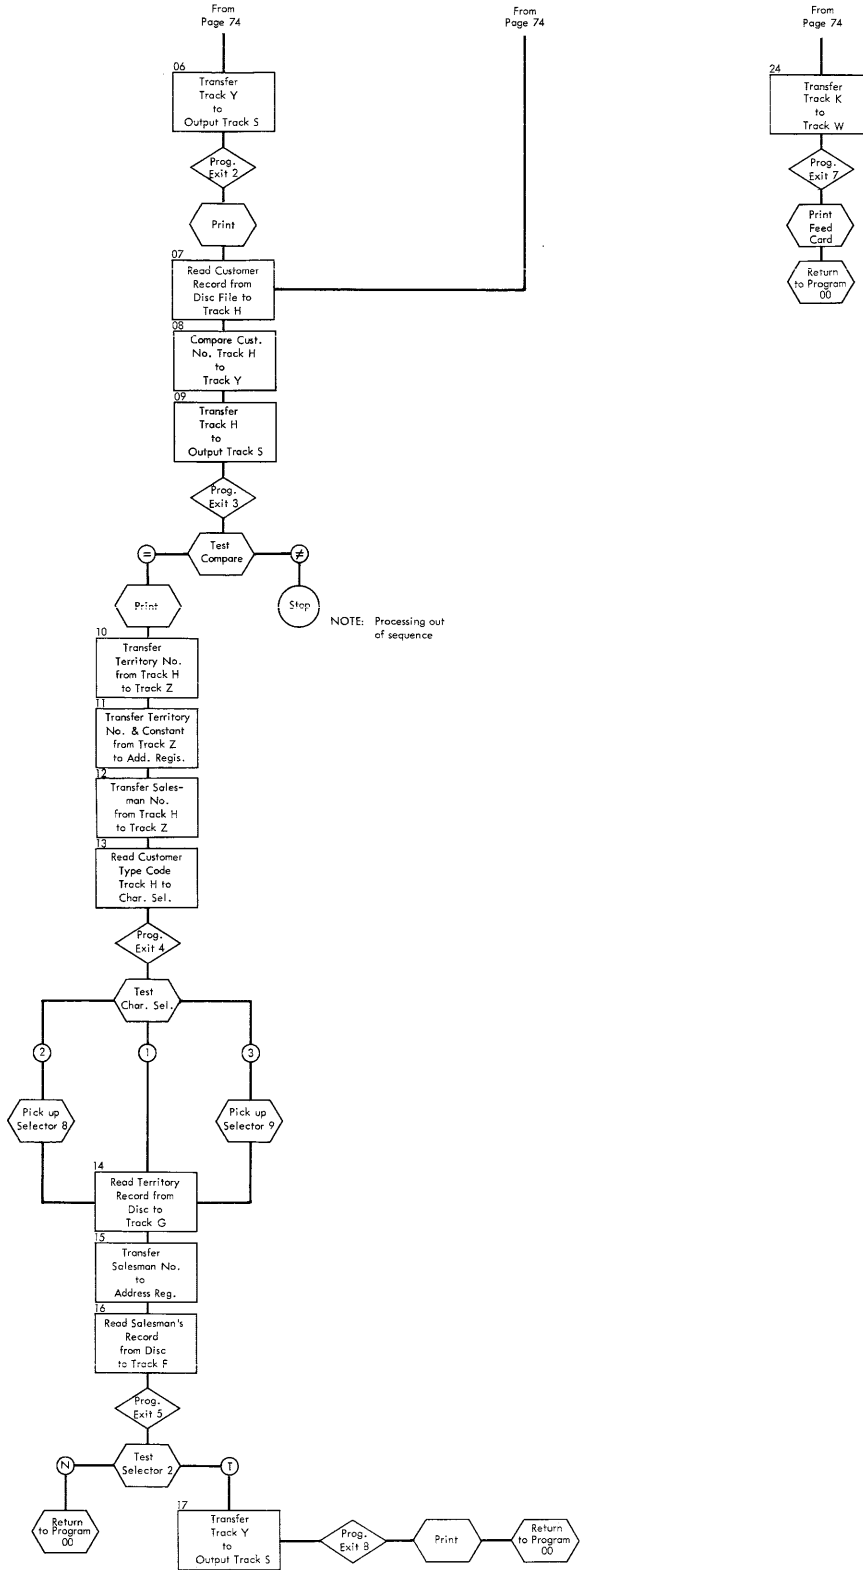 From
Page 74
From
Page 74
From
Page 74
06
Transfer
Track Y
to
Output Track S
Prog.
Exit 2
Print
07
Read Customer
Record from
Disc File to
Track H
08
Compare Cust.
No. Track H
to
Track Y
09
Transfer
Track H
to
Output Track S
Prog.
Exit 3
Test
Compare
=
≠
Print
Stop
NOTE: Processing out
of sequence
10
Transfer
Territory No.
from Track H
to Track Z
11
Transfer Territory
No. & Constant
from Track Z
to Add. Regis.
12
Transfer Sales-
man No.
from Track H
to Track Z
13
Read Customer
Type Code
Track H to
Char. Sel.
Prog.
Exit 4
Test
Char. Sel.
2
1
3
Pick up
Selector 8
Pick up
Selector 9
14
Read Territory
Record from
Disc to
Track G
15
Transfer
Salesman No.
to
Address Reg.
16
Read Salesman's
Record
from Disc
to Track F
Prog.
Exit 5
Test
Selector 2
N
T
Return
to Program
00
17
Transfer
Track Y
to
Output Track S
Prog.
Exit B
Print
Return
to Program
00
24
Transfer
Track K
to
Track W
Prog.
Exit 7
Print
Feed
Card
Return
to Program
00